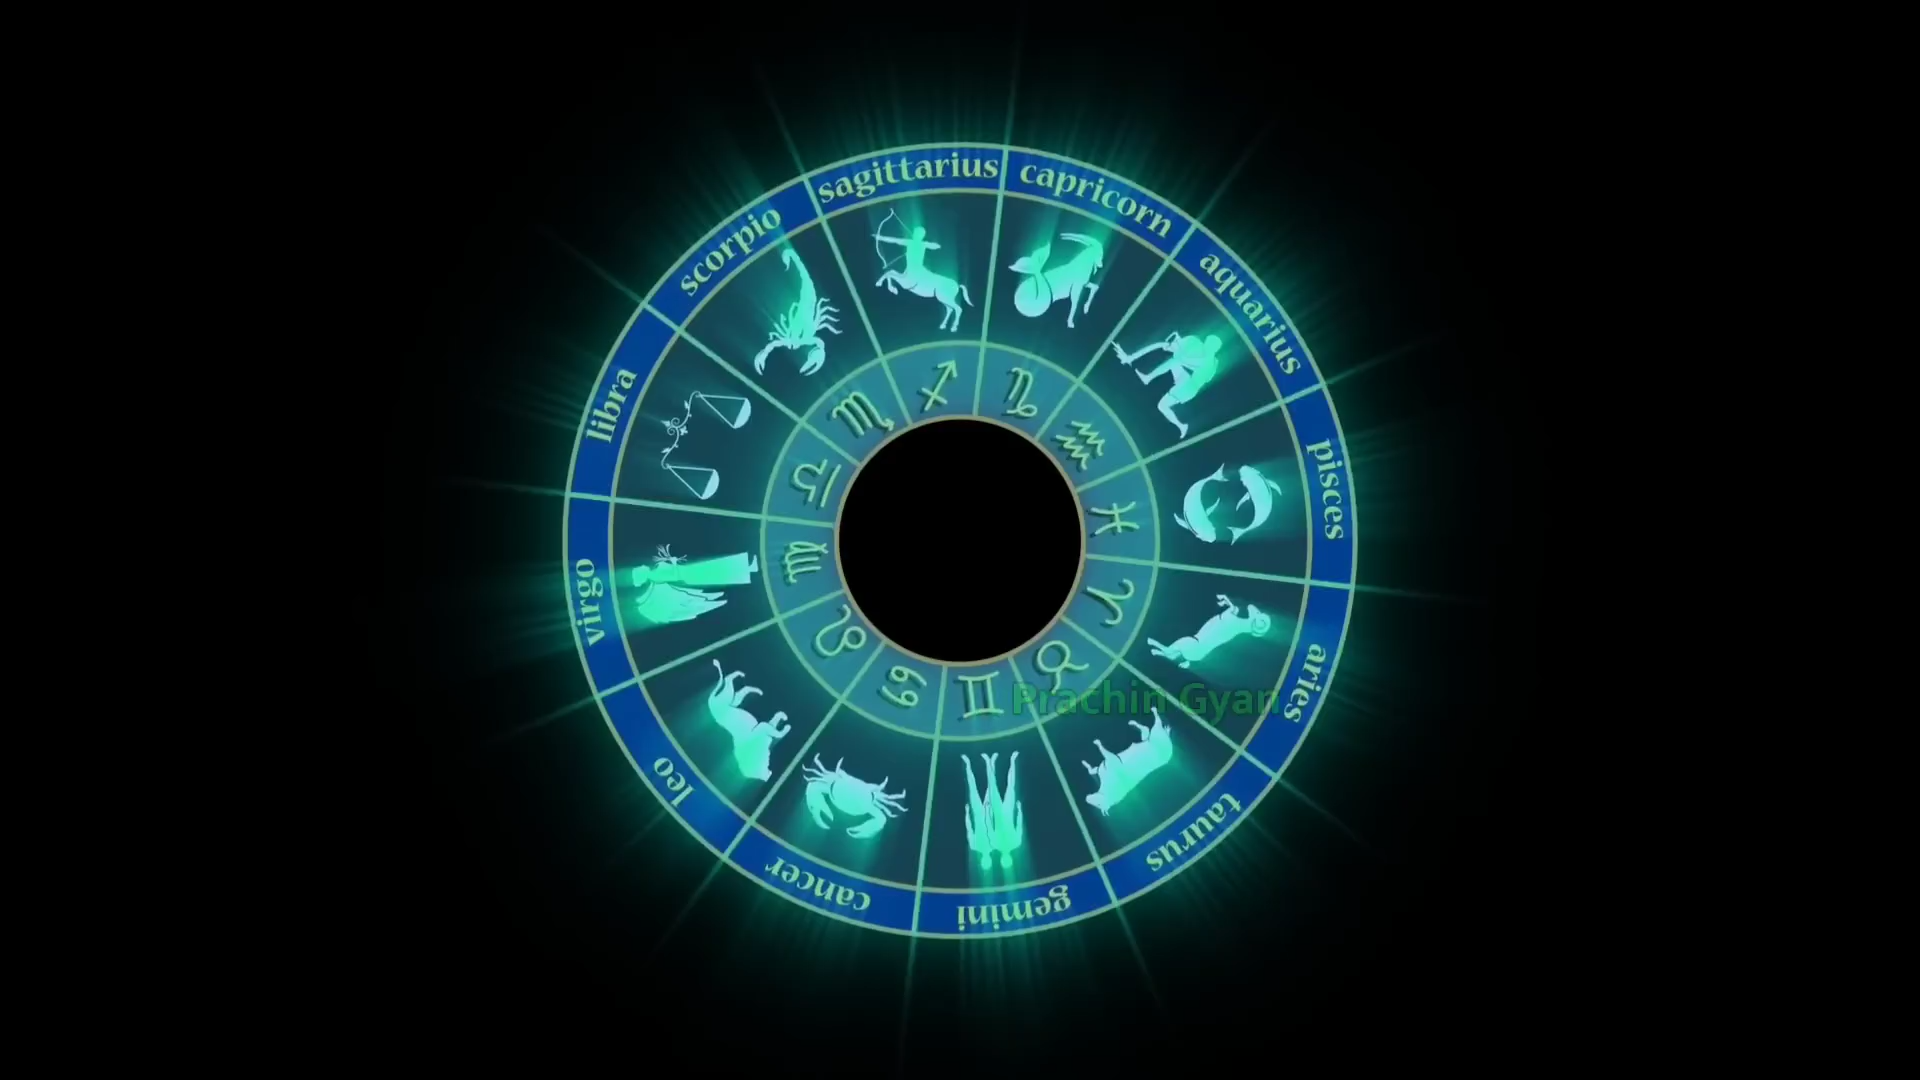 sagittarius
capricorn
aquarius
pisces
aries
taurus
gemini
cancer
leo
virgo
libra
scorpio
Prachin Gyan